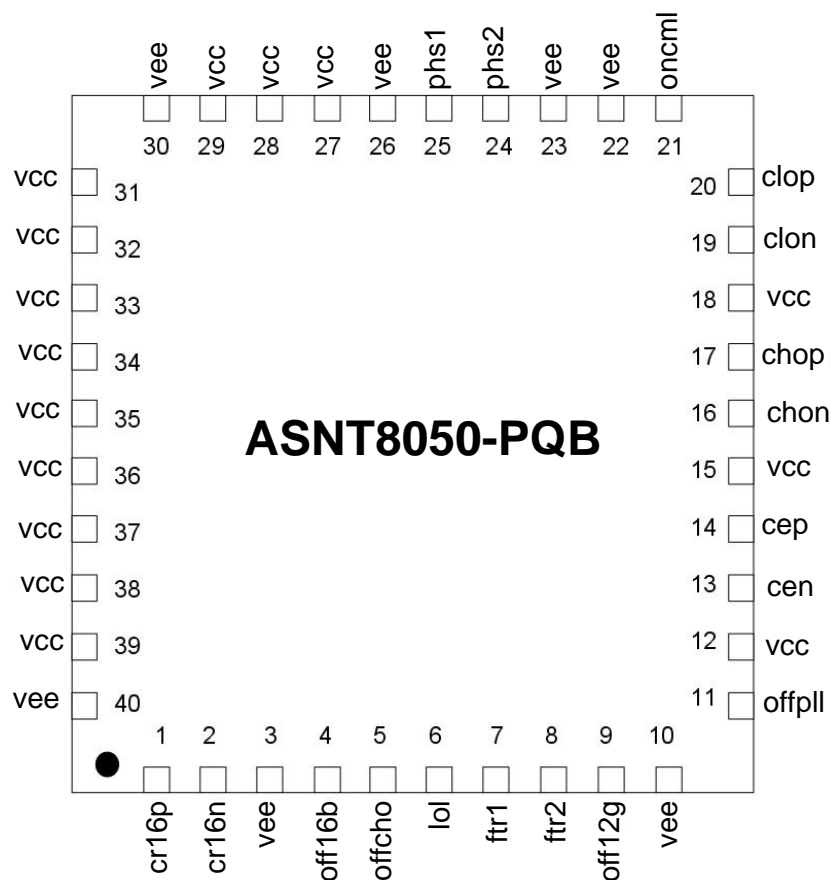 vee vcc vcc vcc vee phs1 phs2 vee vee oncml
30 29 28 27 26 25 24 23 22 21
vcc 31 20 clop
vcc 32 19 clon
vcc 33 18 vcc
vcc 34 17 chop
vcc 35 16 chon
ASNT8050-PQB
vcc 36 15 vcc
vcc 37 14 cep
vcc 38 13 cen
vcc 39 12 vcc
vee 40 11 offpll
1 2 3 4 5 6 7 8 9 10
cr16p cr16n vee off16b offcho lol ftr1 ftr2 off12g vee